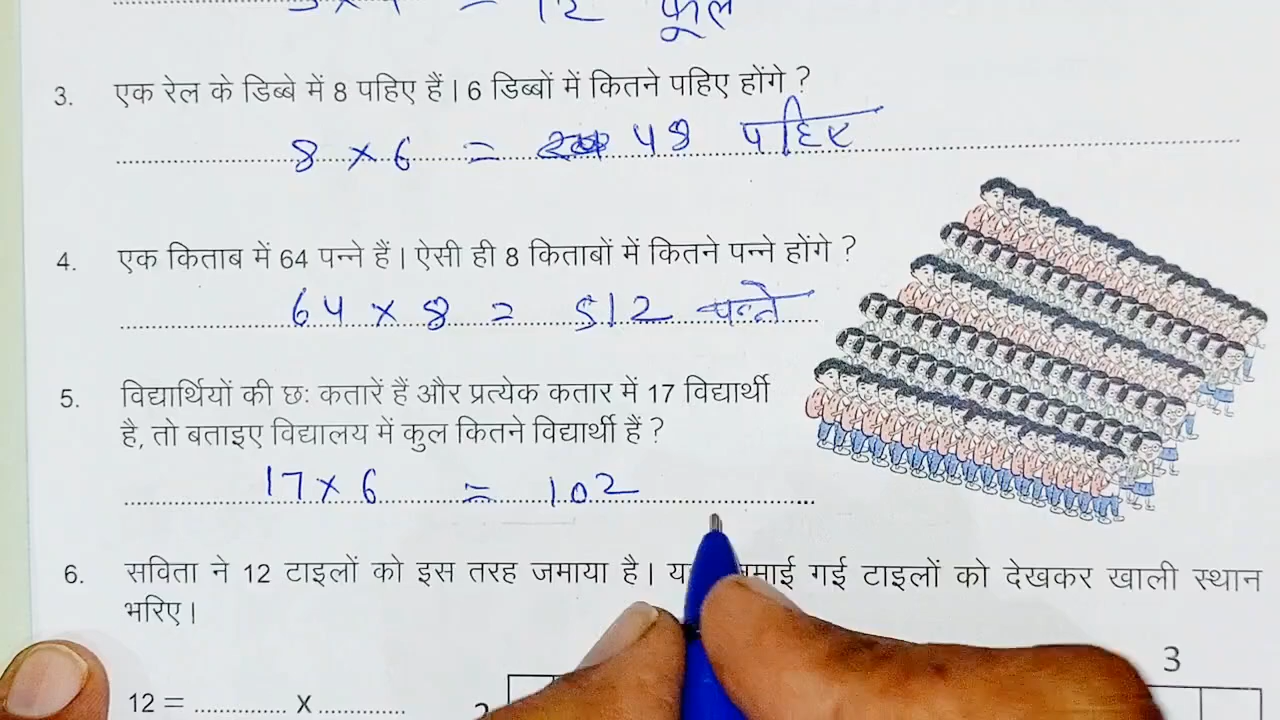 = 12 फूल
3. एक रेल के डिब्बे में 8 पहिए हैं । 6 डिब्बों में कितने पहिए होंगे ?
8 × 6 = 48 पहिए
4. एक किताब में 64 पन्ने हैं । ऐसी ही 8 किताबों में कितने पन्ने होंगे ?
64 × 8 = 512 पन्ने
5. विद्यार्थियों की छः कतारें हैं और प्रत्येक कतार में 17 विद्यार्थी
है, तो बताइए विद्यालय में कुल कितने विद्यार्थी हैं ?
17 × 6 = 102
6. सविता ने 12 टाइलों को इस तरह जमाया है । गई टाइलों को देखकर खाली स्थान
भरिए ।
3
12 = .............. X .............